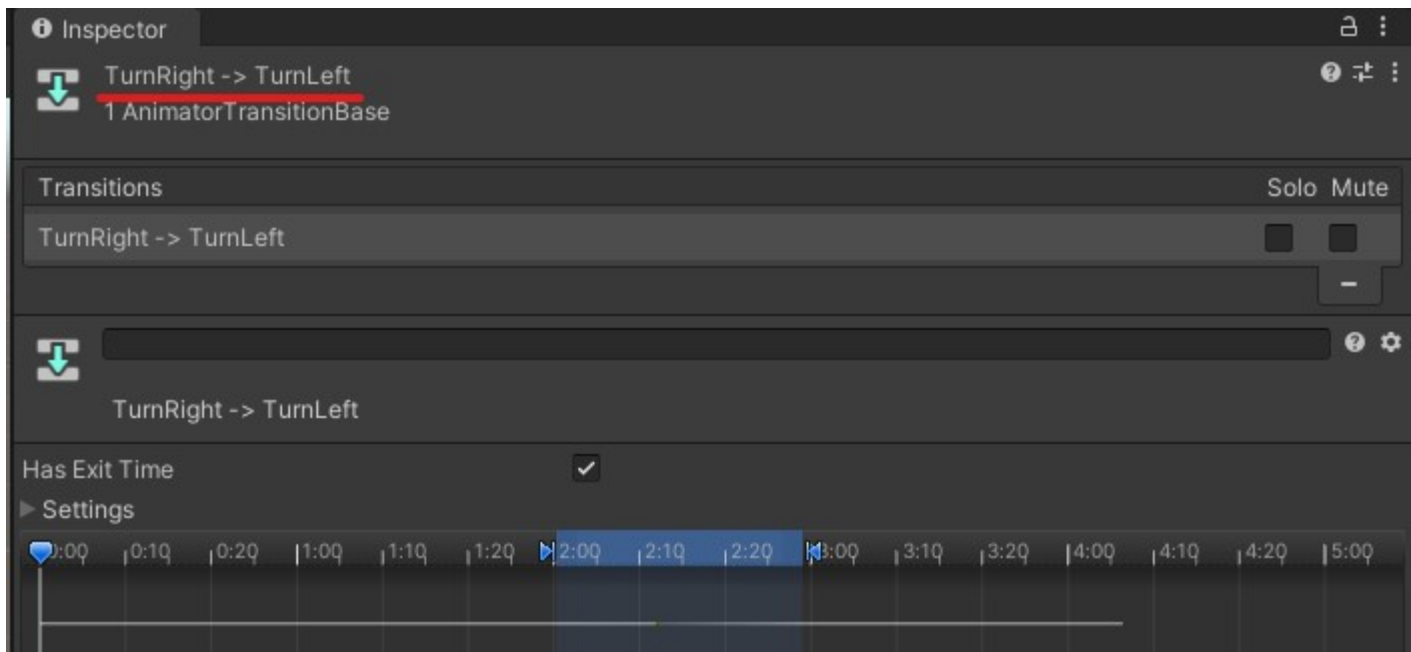 Inspector
TurnRight -> TurnLeft
1 AnimatorTransitionBase
Transitions Solo Mute
TurnRight -> TurnLeft
TurnRight -> TurnLeft
Has Exit Time
Settings
0:00 0:10 0:20 1:00 1:10 1:20 2:00 2:10 2:20 3:00 3:10 3:20 4:00 4:10 4:20 5:00